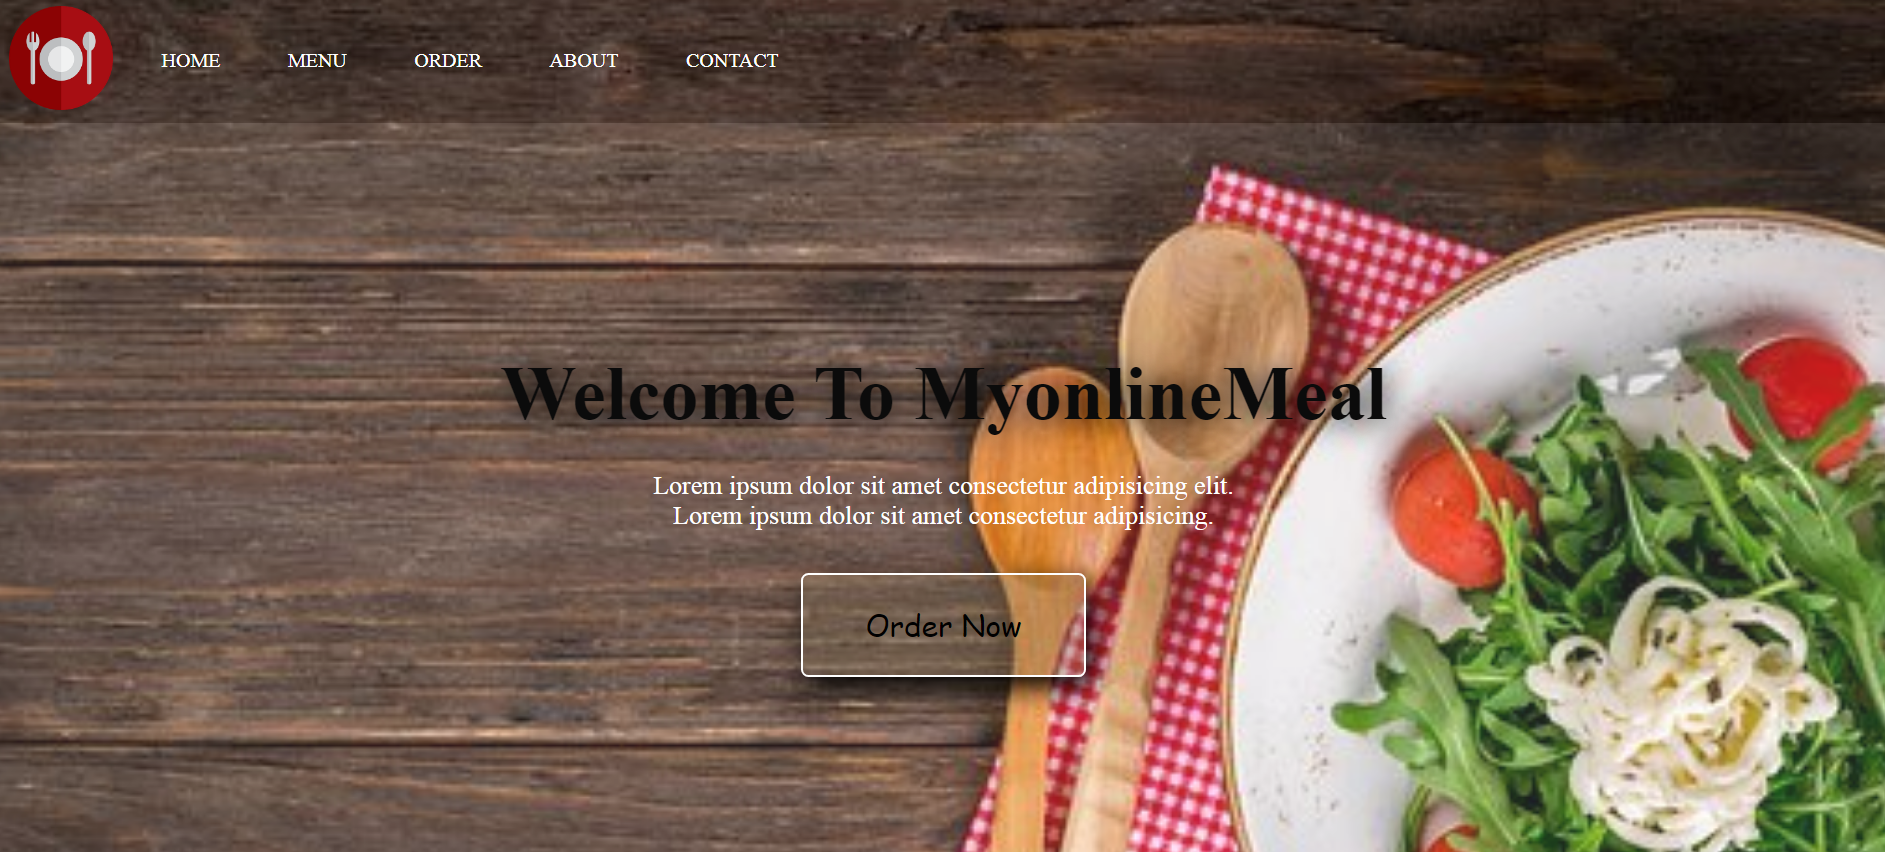 HOME MENU ORDER ABOUT CONTACT
Welcome To MyonlineMeal
Lorem ipsum dolor sit amet consectetur adipisicing elit.
Lorem ipsum dolor sit amet consectetur adipisicing.
Order Now